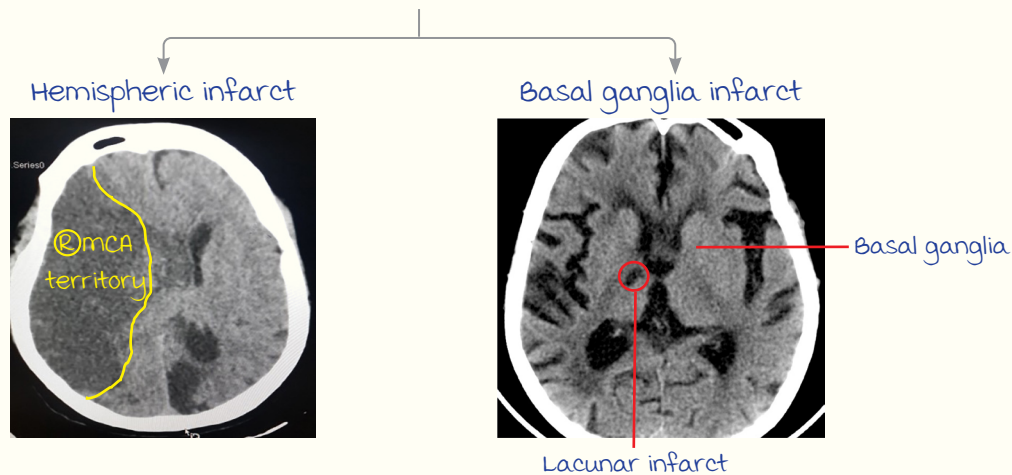 Hemispheric infarct
Basal ganglia infarct
.Series0
Ⓡ MCA
territory
Basal ganglia
Lacunar infarct